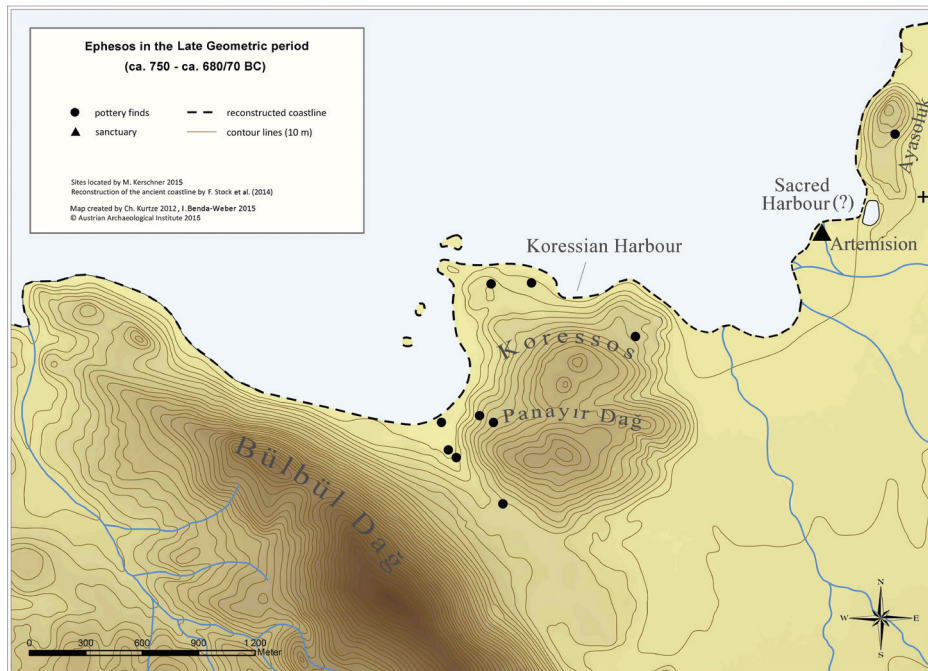 Ephesos in the Late Geometric period
(ca. 750 - ca. 680/70 BC)
pottery finds
reconstructed coastline
sanctuary
contour lines (10 m)
Sites located by M. Kerschner 2015
Reconstruction of the ancient coastline by F. Stock et al. (2014)
Map created by Ch. Kurtze 2012, I. Benda-Weber 2015
© Austrian Archaeological Institute 2015
Ayasoluk
Sacred
Harbour (?)
Artemision
Koressian Harbour
Koressos
Panayır Dağ
Bülbül Dağ
N
W
E
S
0 300 600 900 1.200
Meter